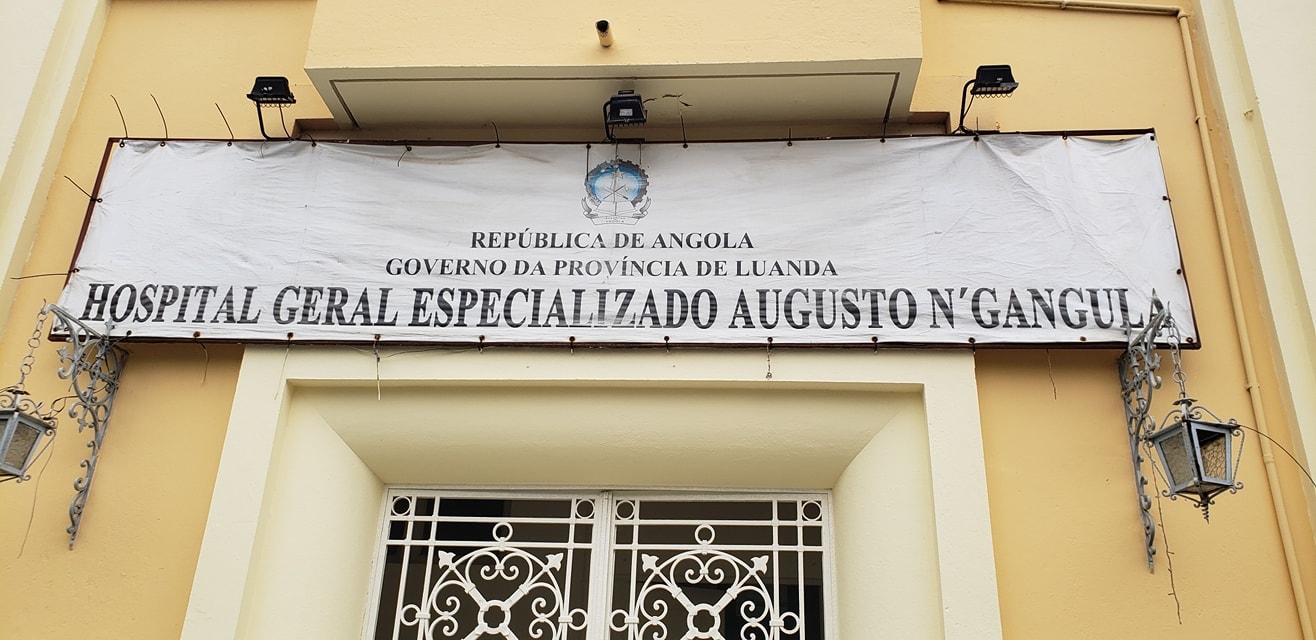 REPÚBLICA DE ANGOLA
GOVERNO DA PROVÍNCIA DE LUANDA
HOSPITAL GERAL ESPECIALIZADO AUGUSTO N´GANGULA